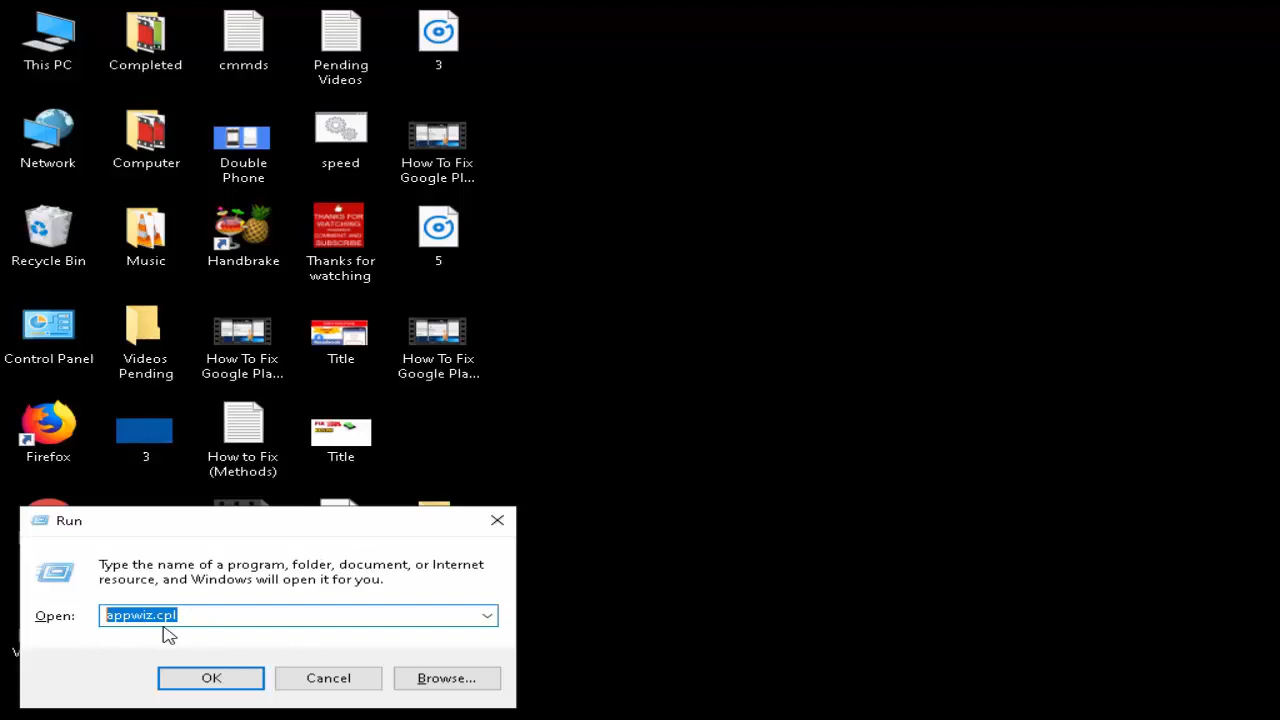 This PC
Completed
cmmds
Pending
Videos
3
Network
Computer
Double
Phone
speed
How To Fix
Google Pl...
Recycle Bin
Music
Handbrake
THANKS FOR
WATCHING
COMMENT AND
SUBSCRIBE
Thanks for
watching
5
Control Panel
Videos
Pending
How To Fix
Google Pla...
Title
How To Fix
Google Pla...
Firefox
3
How to Fix
(Methods)
Title
Run
Type the name of a program, folder, document, or Internet
resource, and Windows will open it for you.
Open:
appwiz.cpl
OK
Cancel
Browse...